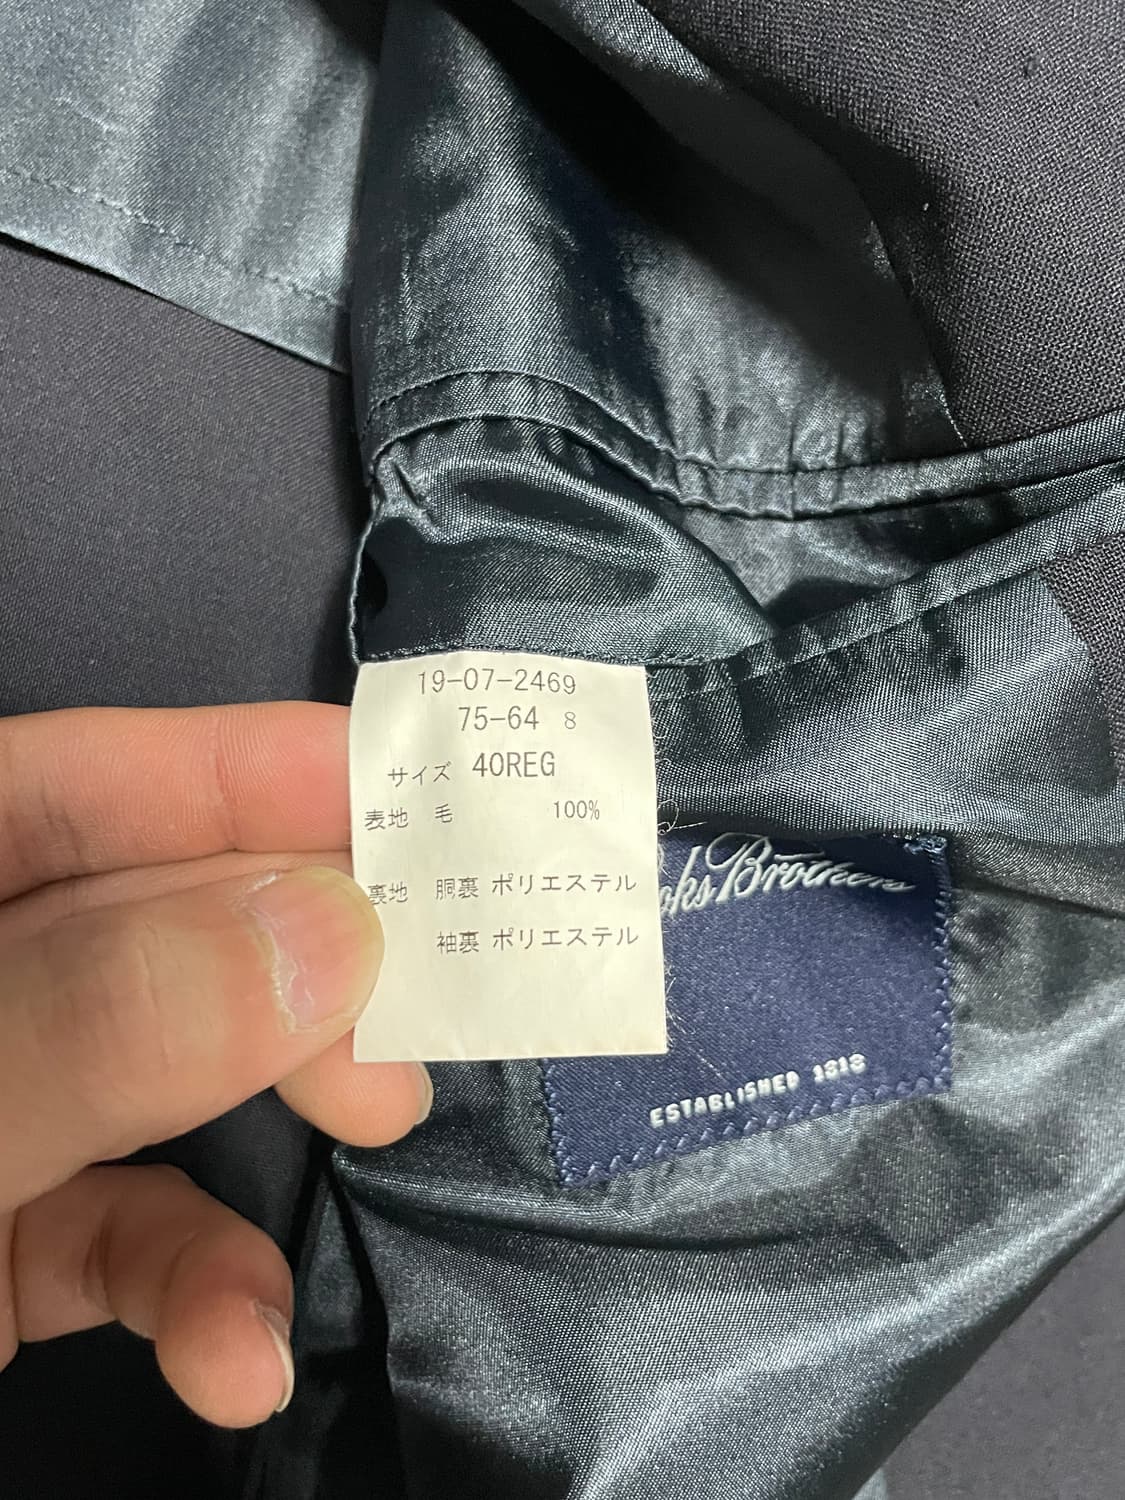 19-07-2469
75-64 8
サイズ 40REG
表地 毛 100%
裏地 胴裏 ポリエステル
袖裏 ポリエステル
Brothers
ESTABLISHED 1818